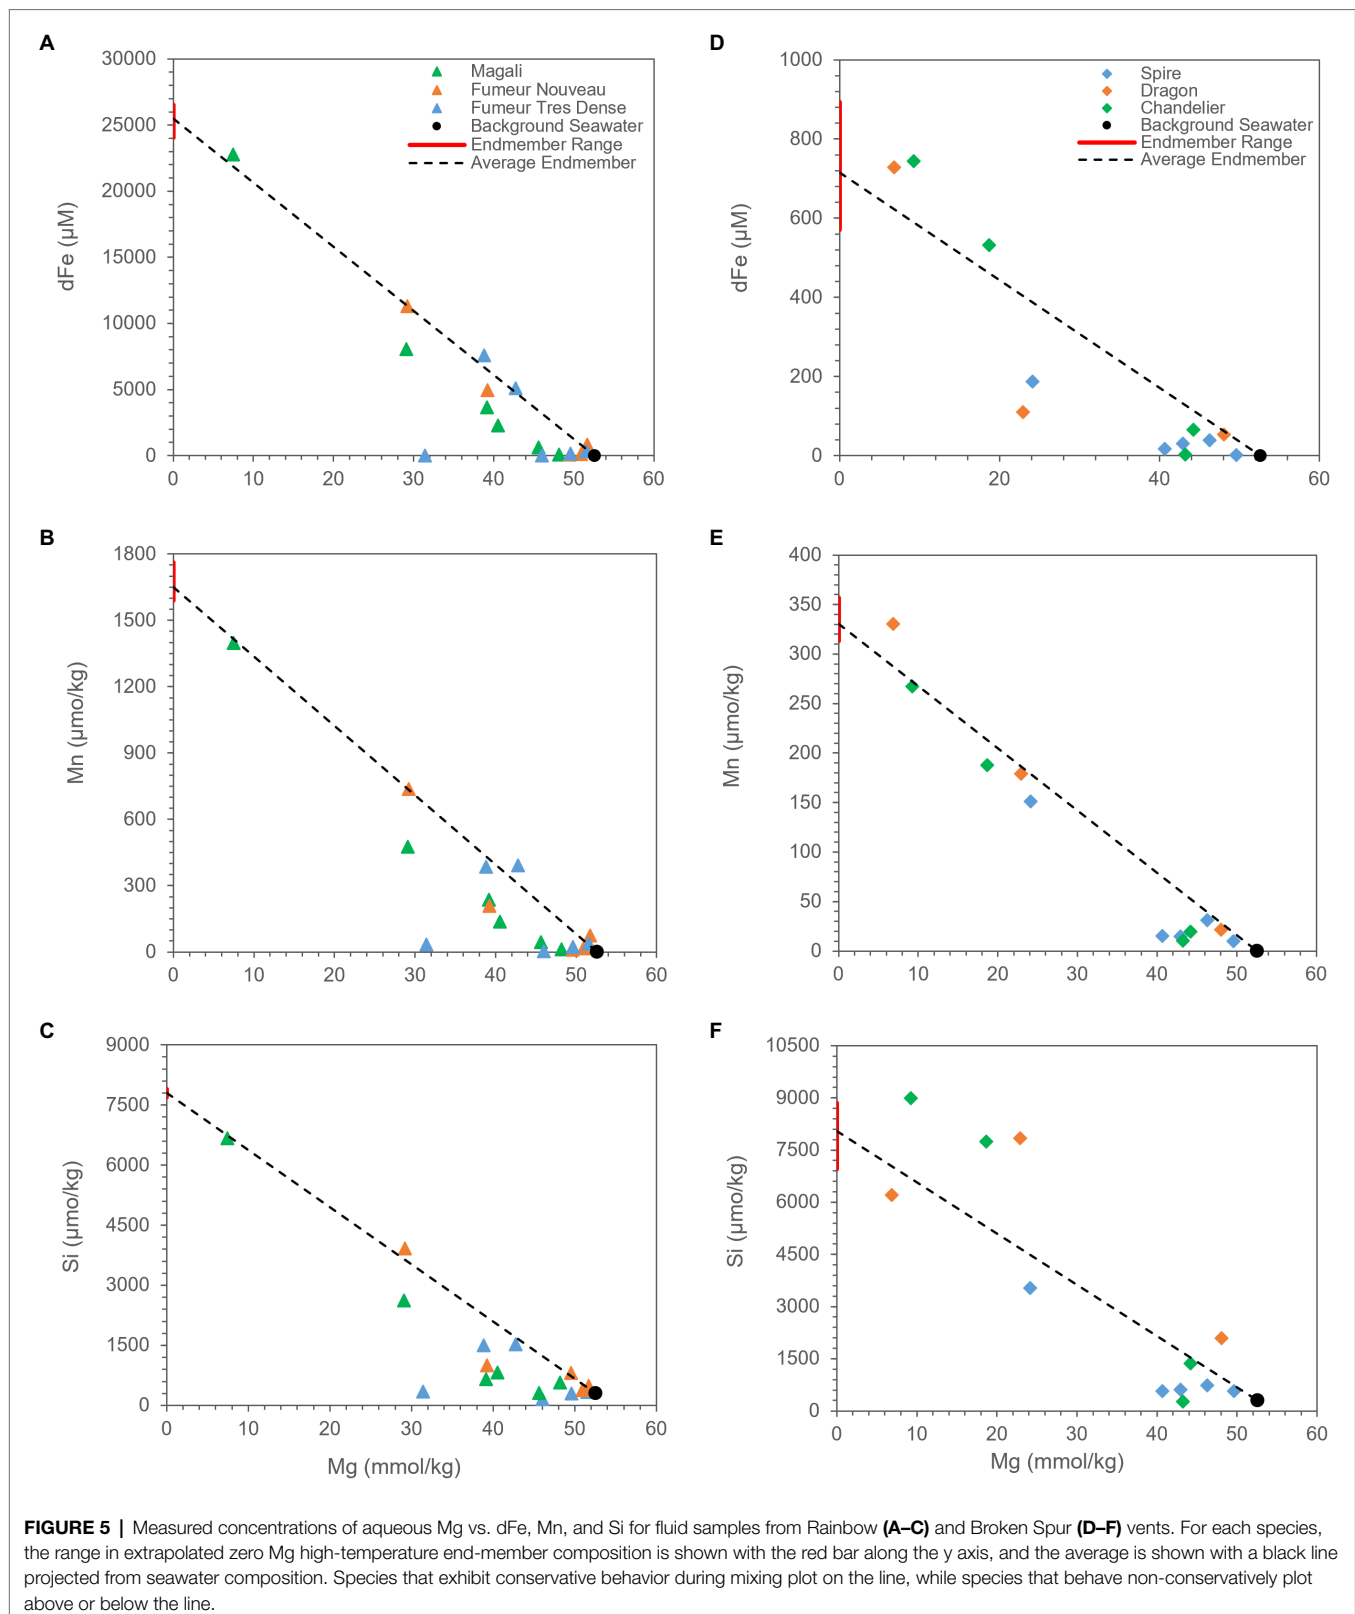 A
30000
25000
20000
15000
10000
5000
0
dFe (µM)
0 10 20 30 40 50 60
Magali
Fumeur Nouveau
Fumeur Tres Dense
Background Seawater
Endmember Range
Average Endmember
D
1000
800
600
400
200
0
dFe (µM)
0 20 40 60
Spire
Dragon
Chandelier
Background Seawater
Endmember Range
Average Endmember
B
1800
1500
1200
900
600
300
0
Mn (µmo/kg)
0 10 20 30 40 50 60
E
400
350
300
250
200
150
100
50
0
Mn (µmo/kg)
0 10 20 30 40 50 60
C
9000
7500
6000
4500
3000
1500
0
Si (µmo/kg)
0 10 20 30 40 50 60
Mg (mmol/kg)
F
10500
9000
7500
6000
4500
3000
1500
0
Si (µmo/kg)
0 10 20 30 40 50 60
Mg (mmol/kg)
FIGURE 5 | Measured concentrations of aqueous Mg vs. dFe, Mn, and Si for fluid samples from Rainbow (A–C) and Broken Spur (D–F) vents. For each species,
the range in extrapolated zero Mg high-temperature end-member composition is shown with the red bar along the y axis, and the average is shown with a black line
projected from seawater composition. Species that exhibit conservative behavior during mixing plot on the line, while species that behave non-conservatively plot
above or below the line.